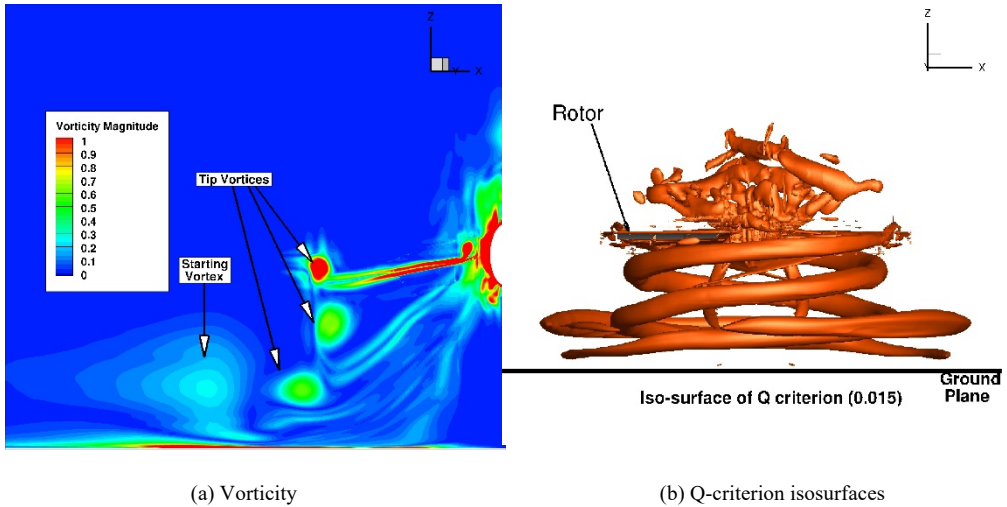 Z
Y X
Vorticity Magnitude
1
0.9
0.8
0.7
0.6
0.5
0.4
0.3
0.2
0.1
0
Tip Vortices
Starting
Vortex
Z
Y X
Rotor
Iso-surface of Q criterion (0.015)
Ground
Plane
(a) Vorticity
(b) Q-criterion isosurfaces